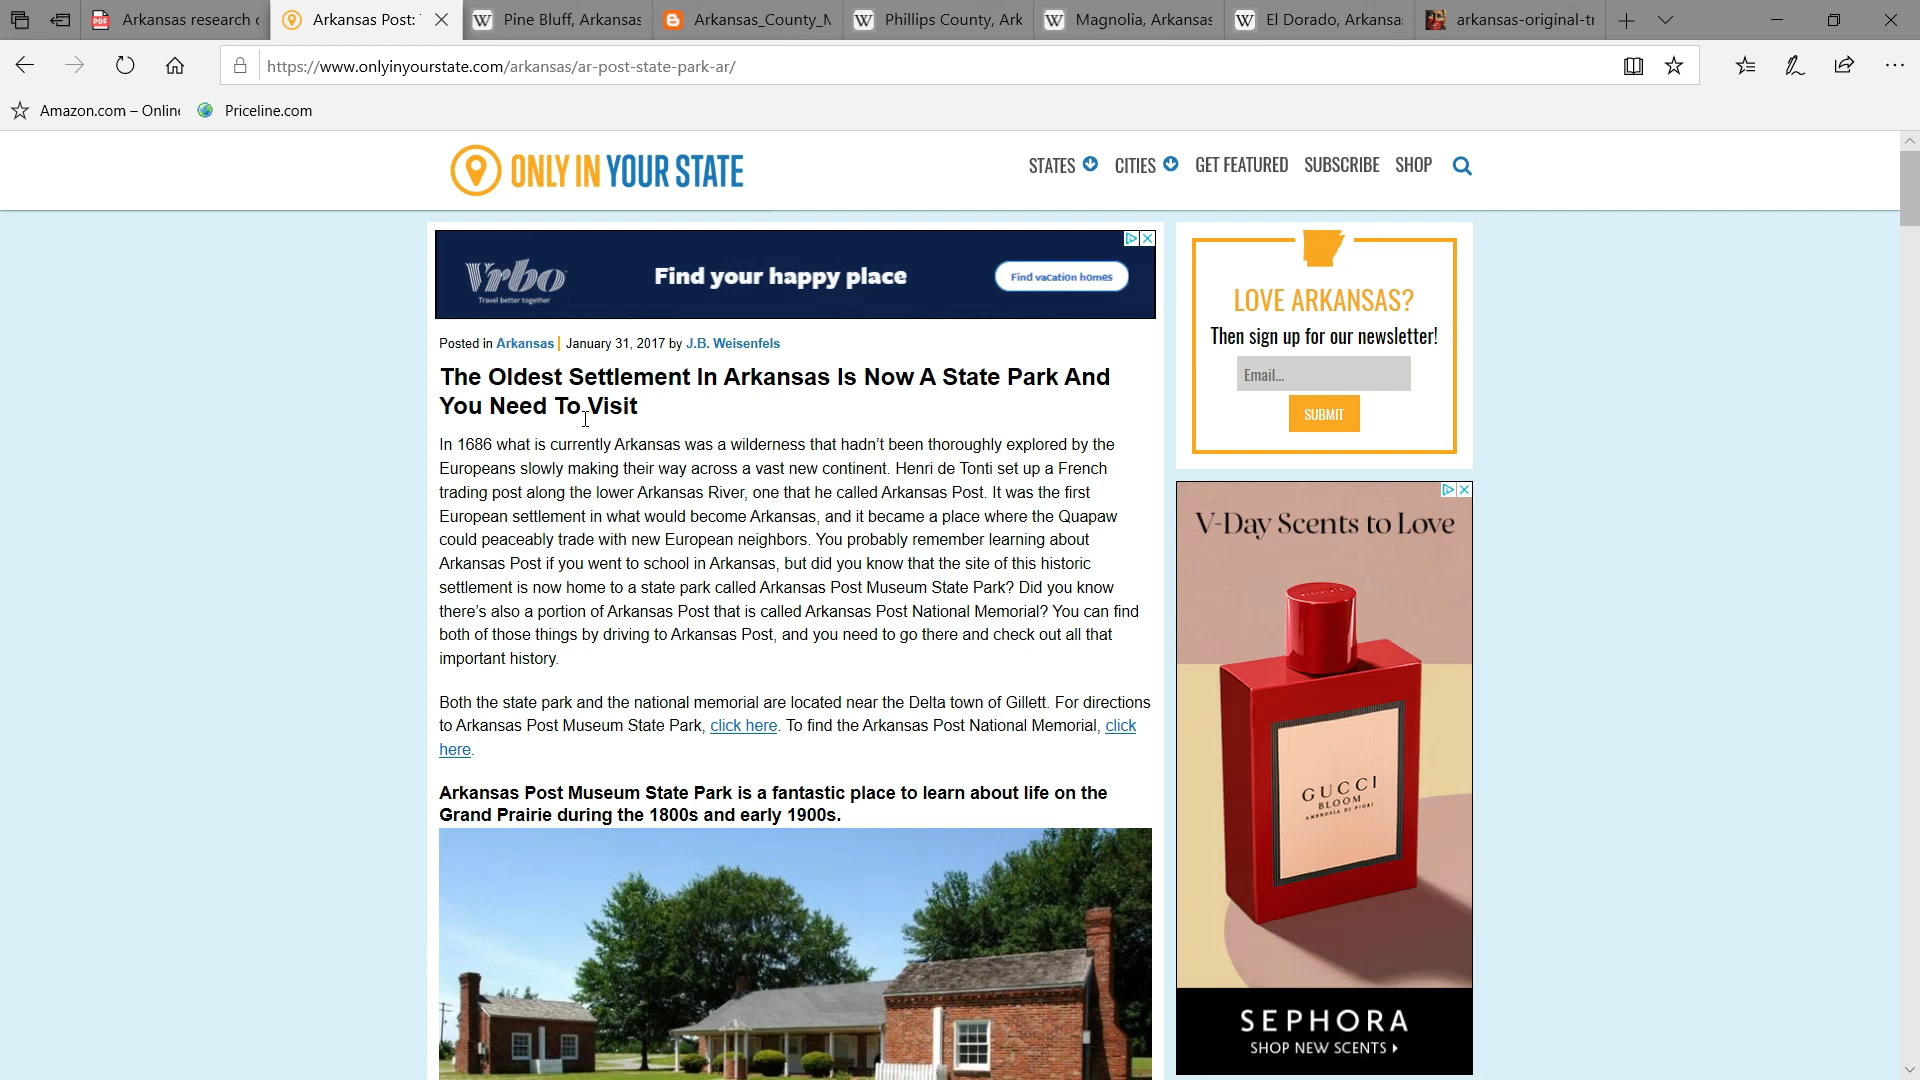 Arkansas research
Arkansas Post:
Pine Bluff, Arkansas
Arkansas_County_M
Phillips County, Ark
Magnolia, Arkansas
El Dorado, Arkansa
arkansas-original-tr
https://www.onlyinyourstate.com/arkansas/ar-post-state-park-ar/
Amazon.com – Online
Priceline.com
ONLY IN YOUR STATE
STATES CITIES GET FEATURED SUBSCRIBE SHOP
Vrbo
Travel better together
Find your happy place
Find vacation homes
Posted in Arkansas | January 31, 2017 by J.B. Weisenfels
The Oldest Settlement In Arkansas Is Now A State Park And
You Need To Visit
In 1686 what is currently Arkansas was a wilderness that hadn’t been thoroughly explored by the
Europeans slowly making their way across a vast new continent. Henri de Tonti set up a French
trading post along the lower Arkansas River, one that he called Arkansas Post. It was the first
European settlement in what would become Arkansas, and it became a place where the Quapaw
could peaceably trade with new European neighbors. You probably remember learning about
Arkansas Post if you went to school in Arkansas, but did you know that the site of this historic
settlement is now home to a state park called Arkansas Post Museum State Park? Did you know
there’s also a portion of Arkansas Post that is called Arkansas Post National Memorial? You can find
both of those things by driving to Arkansas Post, and you need to go there and check out all that
important history.
Both the state park and the national memorial are located near the Delta town of Gillett. For directions
to Arkansas Post Museum State Park, click here. To find the Arkansas Post National Memorial, click
here.
Arkansas Post Museum State Park is a fantastic place to learn about life on the
Grand Prairie during the 1800s and early 1900s.
LOVE ARKANSAS?
Then sign up for our newsletter!
Email...
SUBMIT
V-Day Scents to Love
GUCCI
BLOOM
AMBROSIA DI FIORI
SEPHORA
SHOP NEW SCENTS